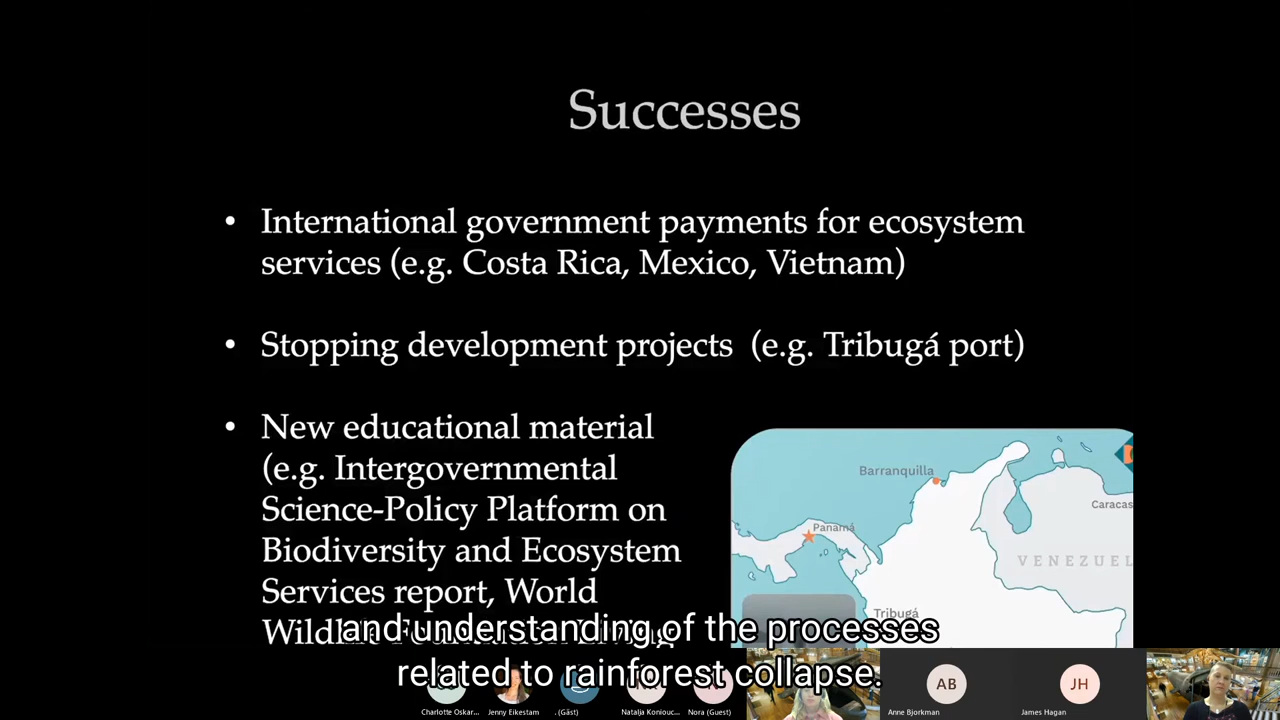 Successes
• International government payments for ecosystem
services (e.g. Costa Rica, Mexico, Vietnam)
• Stopping development projects (e.g. Tribugá port)
• New educational material
(e.g. Intergovernmental
Science-Policy Platform on
Biodiversity and Ecosystem
Services report, World
Barranquilla
Caracas
Panamá
VENEZUEL
Tribugá
and understanding of the processes
related to rainforest collapse.
AB
JH
Charlotte Oskar...
Jenny Eikestam
. (Gäst)
Natalja Koniouc...
Nora (Guest)
Anne Bjorkman
James Hagan